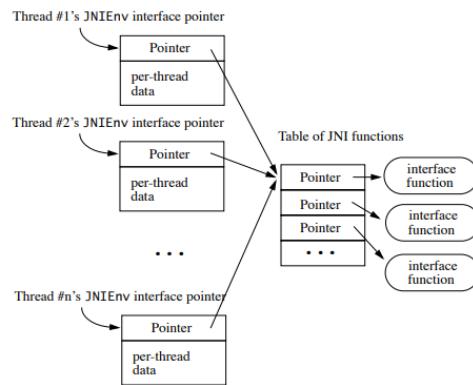 Thread #1's JNIEnv interface pointer
Pointer
per-thread
data
Thread #2's JNIEnv interface pointer
Pointer
per-thread
data
• • •
Thread #n's JNIEnv interface pointer
Pointer
per-thread
data
Table of JNI functions
Pointer
Pointer
Pointer
• • •
interface
function
interface
function
interface
function